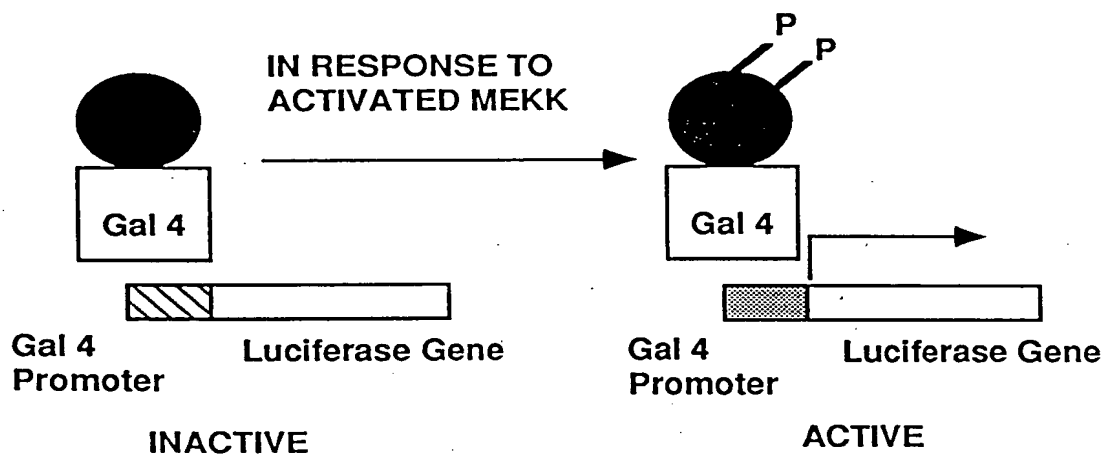 IN RESPONSE TO
ACTIVATED MEKK
P
P
Gal 4
Gal 4
Gal 4
Promoter
Luciferase Gene
Gal 4
Promoter
Luciferase Gene
INACTIVE
ACTIVE